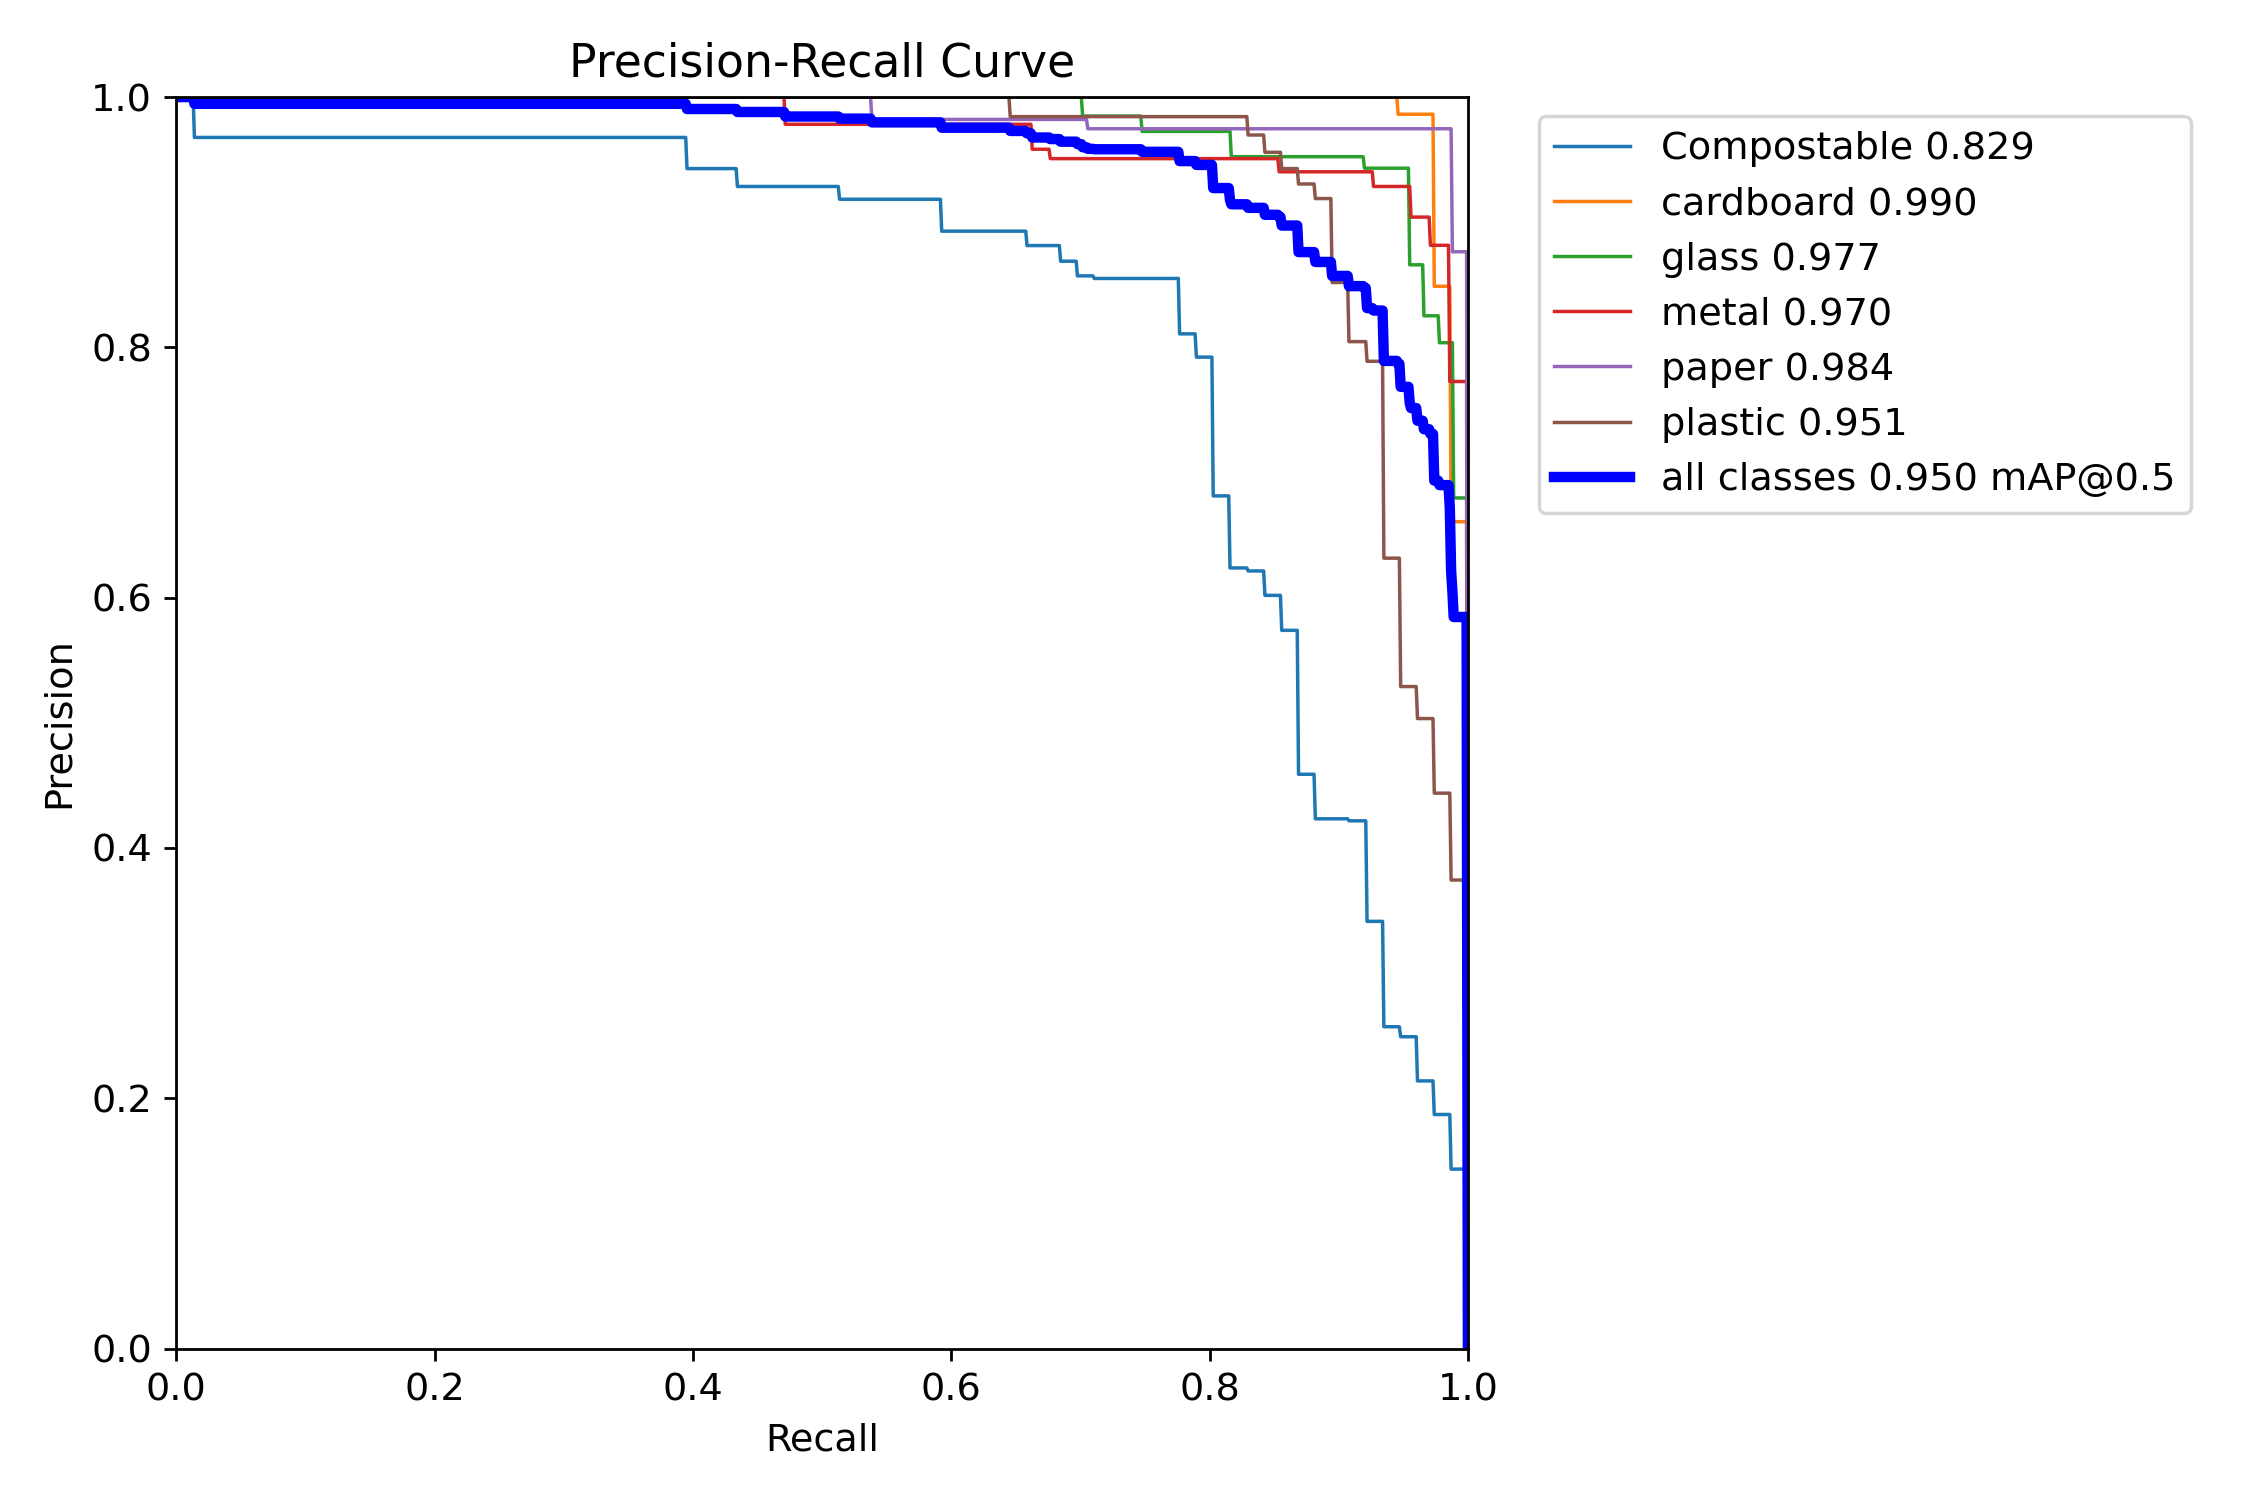 Precision-Recall Curve
1.0
0.8
0.6
0.4
0.2
0.0
Precision
0.0 0.2 0.4 0.6 0.8 1.0
Recall
Compostable 0.829
cardboard 0.990
glass 0.977
metal 0.970
paper 0.984
plastic 0.951
all classes 0.950 mAP@0.5